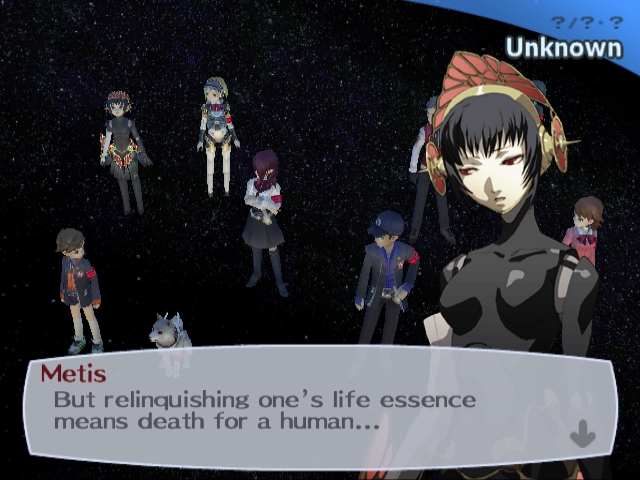 ?/?・?
Unknown
Metis
But relinquishing one's life essence
means death for a human...